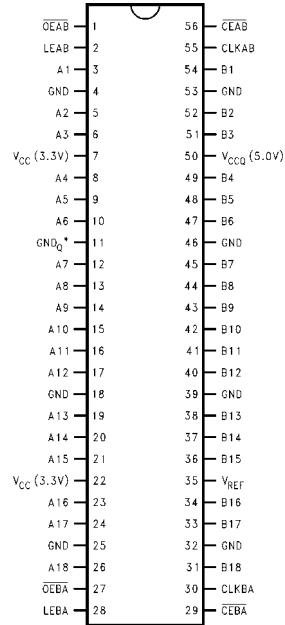 O̅E̅A̅B̅ 1 56 C̅E̅A̅B̅
LEAB 2 55 CLKAB
A1 3 54 B1
GND 4 53 GND
A2 5 52 B2
A3 6 51 B3
VCC (3.3V) 7 50 VCCQ (5.0V)
A4 8 49 B4
A5 9 48 B5
A6 10 47 B6
GNDQ* 11 46 GND
A7 12 45 B7
A8 13 44 B8
A9 14 43 B9
A10 15 42 B10
A11 16 41 B11
A12 17 40 B12
GND 18 39 GND
A13 19 38 B13
A14 20 37 B14
A15 21 36 B15
VCC (3.3V) 22 35 VREF
A16 23 34 B16
A17 24 33 B17
GND 25 32 GND
A18 26 31 B18
O̅E̅B̅A̅ 27 30 CLKBA
LEBA 28 29 C̅E̅B̅A̅